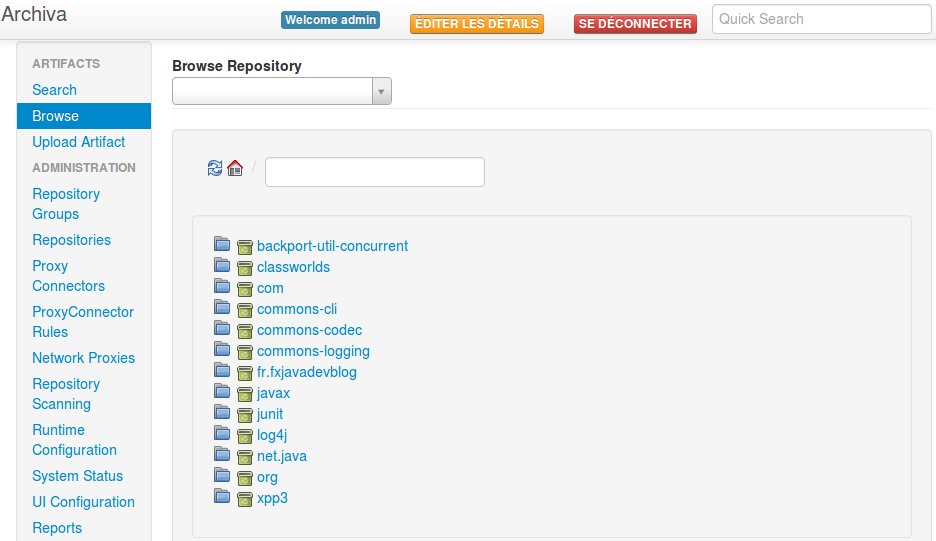 Archiva
Welcome admin
ÉDITER LES DÉTAILS
SE DÉCONNECTER
Quick Search
ARTIFACTS
Search
Browse
Upload Artifact
ADMINISTRATION
Repository
Groups
Repositories
Proxy
Connectors
ProxyConnector
Rules
Network Proxies
Repository
Scanning
Runtime
Configuration
System Status
UI Configuration
Reports
Browse Repository
/
backport-util-concurrent
classworlds
com
commons-cli
commons-codec
commons-logging
fr.fxjavadevblog
javax
junit
log4j
net.java
org
xpp3